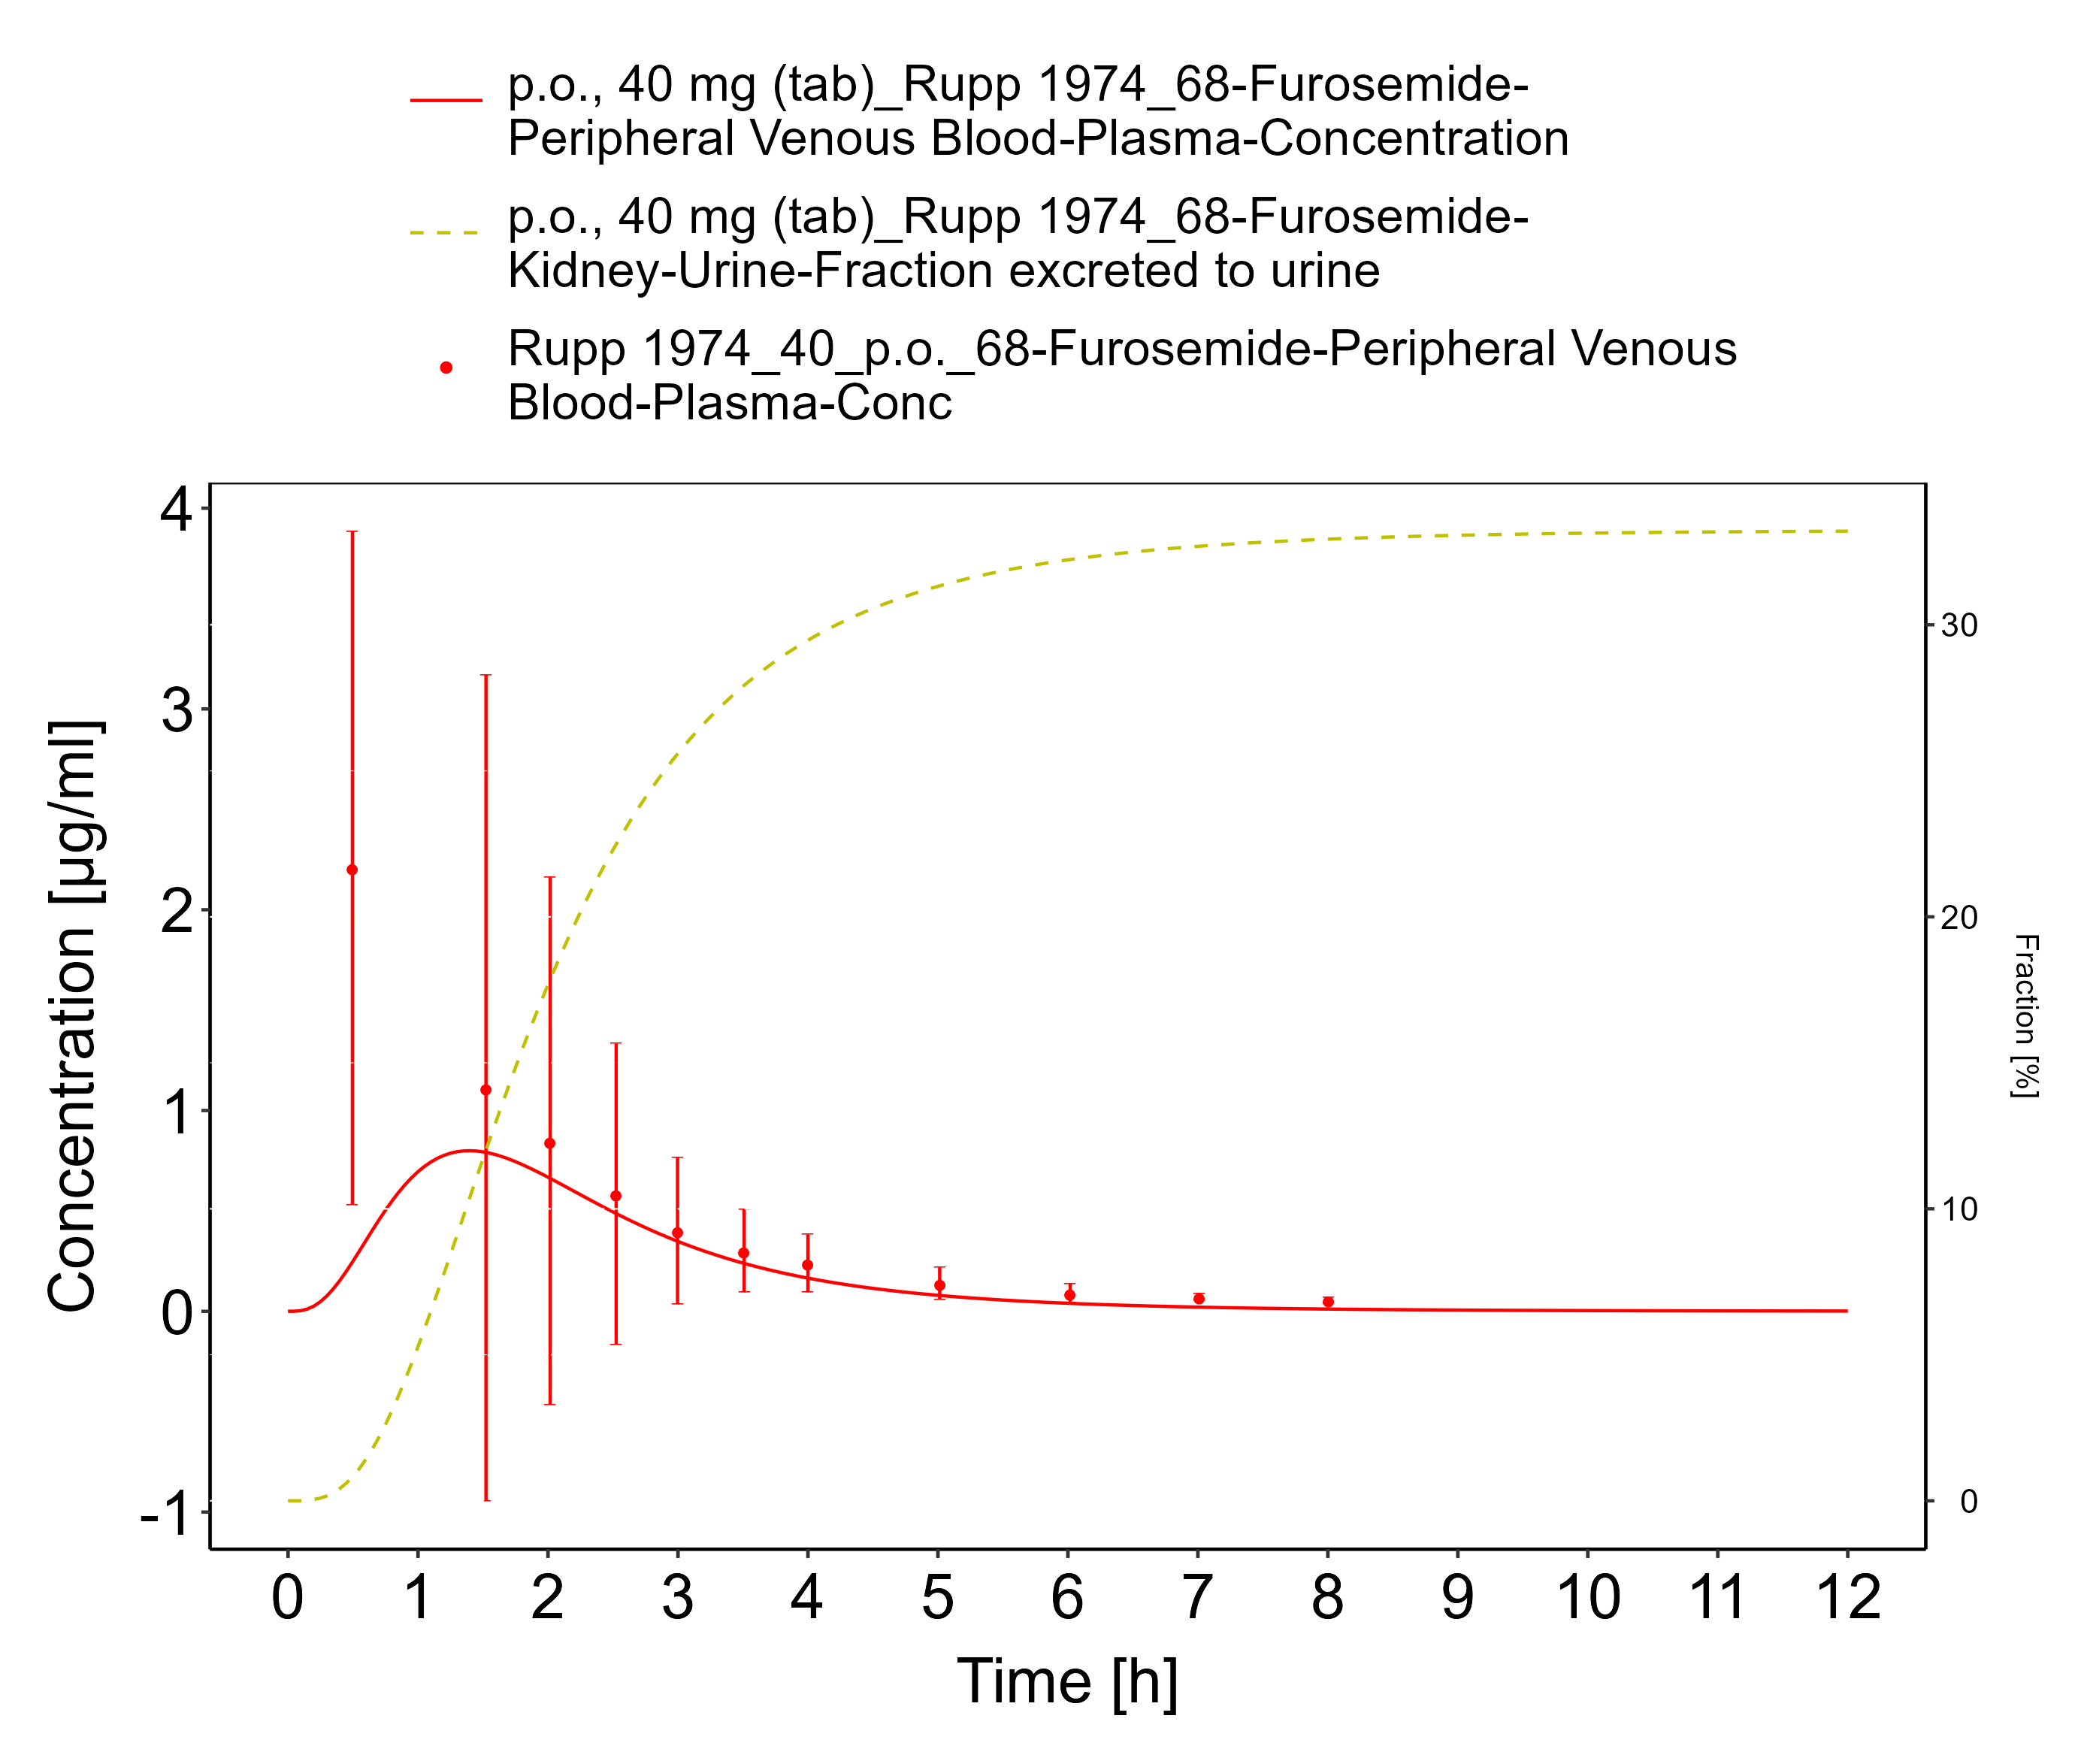 p.o., 40 mg (tab)_Rupp 1974_68-Furosemide-
Peripheral Venous Blood-Plasma-Concentration
p.o., 40 mg (tab)_Rupp 1974_68-Furosemide-
Kidney-Urine-Fraction excreted to urine
Rupp 1974_40_p.o._68-Furosemide-Peripheral Venous
Blood-Plasma-Conc
4
3
2
1
0
-1
Concentration [µg/ml]
30
20
10
0
Fraction [%]
0 1 2 3 4 5 6 7 8 9 10 11 12
Time [h]